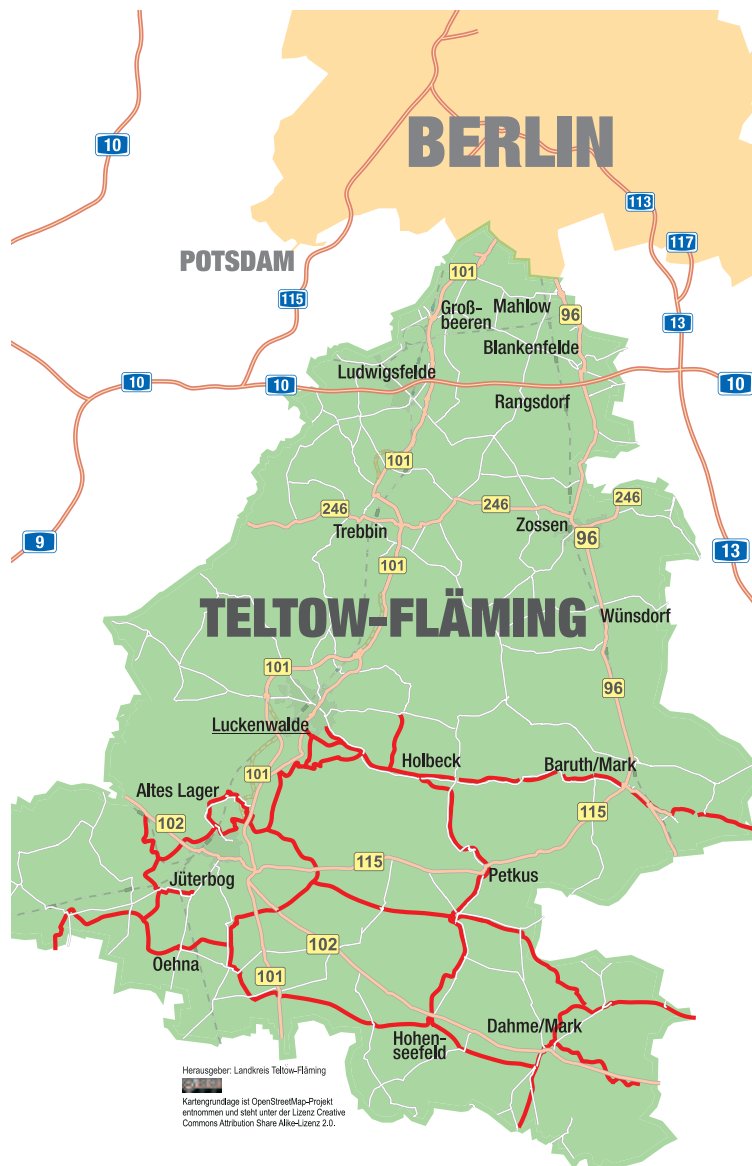 BERLIN
10
113
117
POTSDAM
101
115
Groß-
beeren
Mahlow
96
13
Blankenfelde
Ludwigsfelde
10
10
10
Rangsdorf
101
246
246
246
Trebbin
Zossen
96
9
13
101
TELTOW-FLÄMING
Wünsdorf
101
96
Luckenwalde
Holbeck
Baruth/Mark
101
Altes Lager
115
102
115
Jüterbog
Petkus
102
Oehna
101
Dahme/Mark
Hohen-
seefeld
Herausgeber: Landkreis Teltow-Fläming
Kartengrundlage ist OpenStreetMap-Projekt
entnommen und steht unter der Lizenz Creative
Commons Attribution Share Alike-Lizenz 2.0.